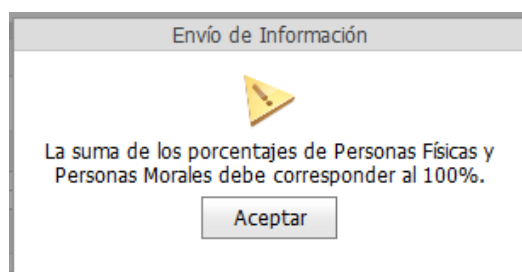 Envío de Información
La suma de los porcentajes de Personas Físicas y
Personas Morales debe corresponder al 100%.
Aceptar